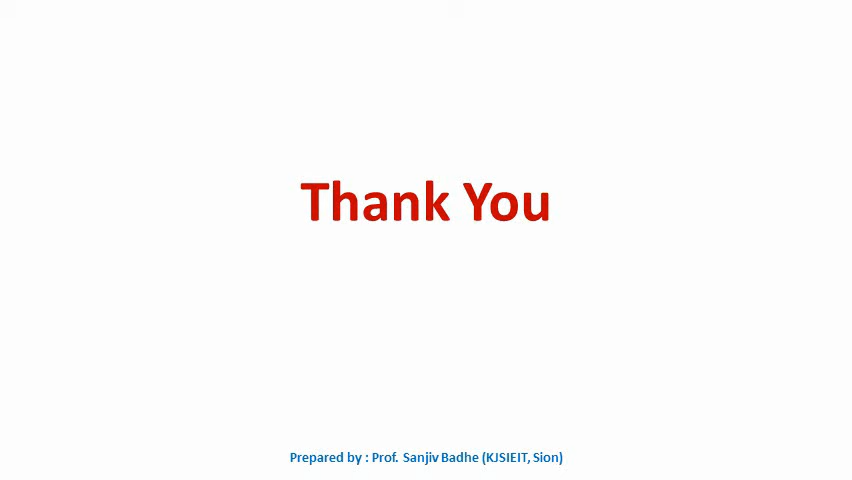 Thank You
Prepared by : Prof. Sanjiv Badhe (KJSIEIT, Sion)